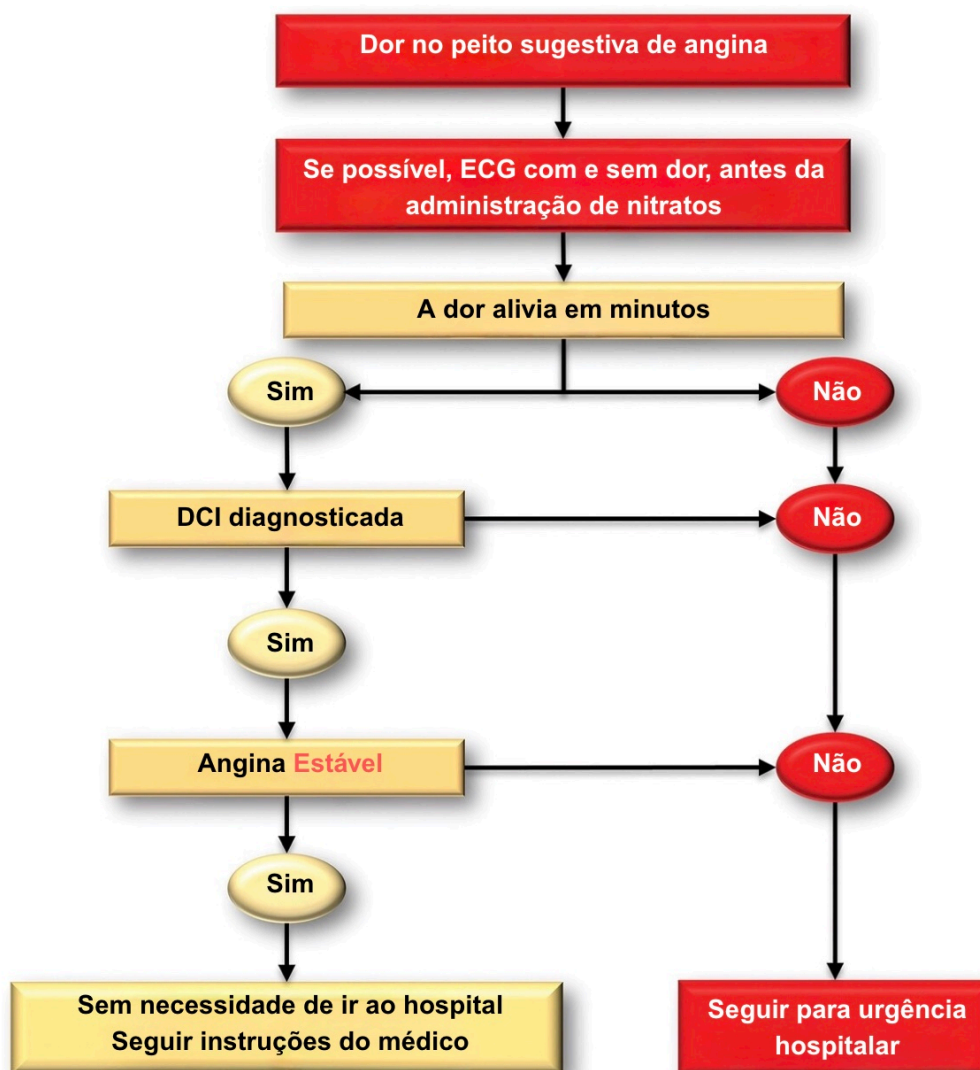 Dor no peito sugestiva de angina
Se possível, ECG com e sem dor, antes da
administração de nitratos
A dor alivia em minutos
Sim
Não
DCI diagnosticada
Não
Sim
Angina Estável
Não
Sim
Sem necessidade de ir ao hospital
Seguir instruções do médico
Seguir para urgência
hospitalar